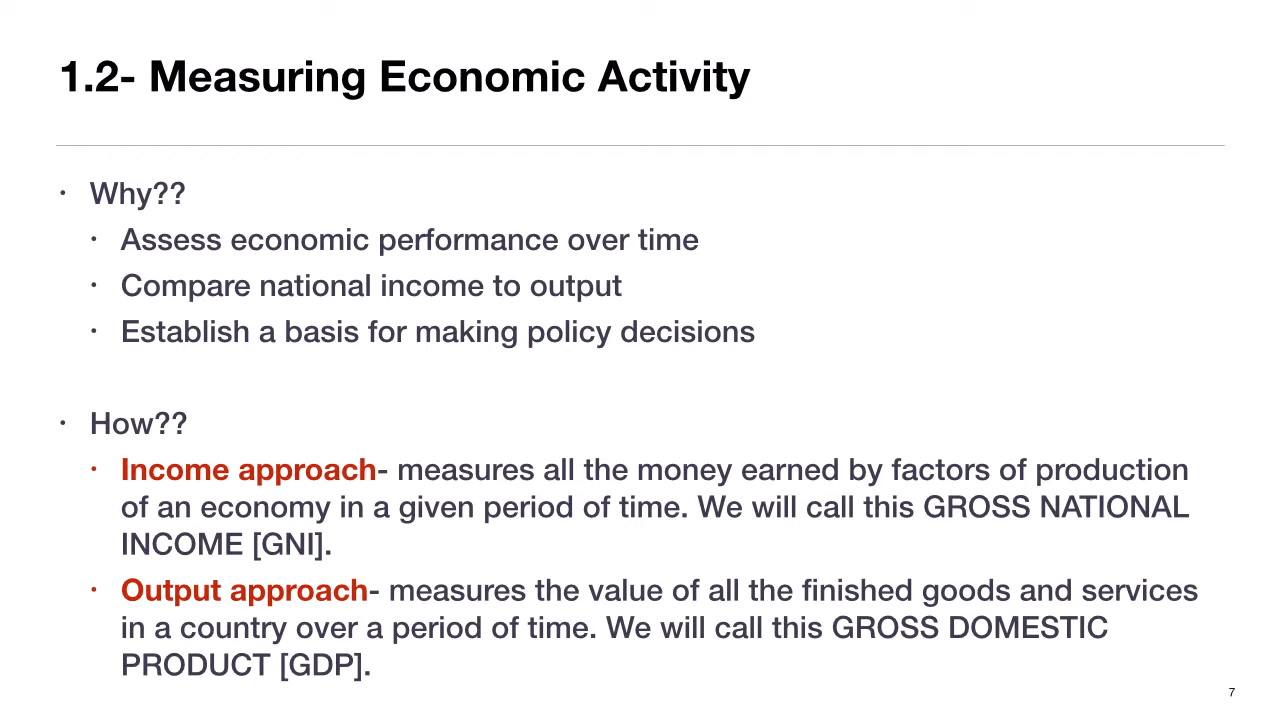 1.2- Measuring Economic Activity
• Why??
• Assess economic performance over time
• Compare national income to output
• Establish a basis for making policy decisions
• How??
• Income approach- measures all the money earned by factors of production
of an economy in a given period of time. We will call this GROSS NATIONAL
INCOME [GNI].
• Output approach- measures the value of all the finished goods and services
in a country over a period of time. We will call this GROSS DOMESTIC
PRODUCT [GDP].
7